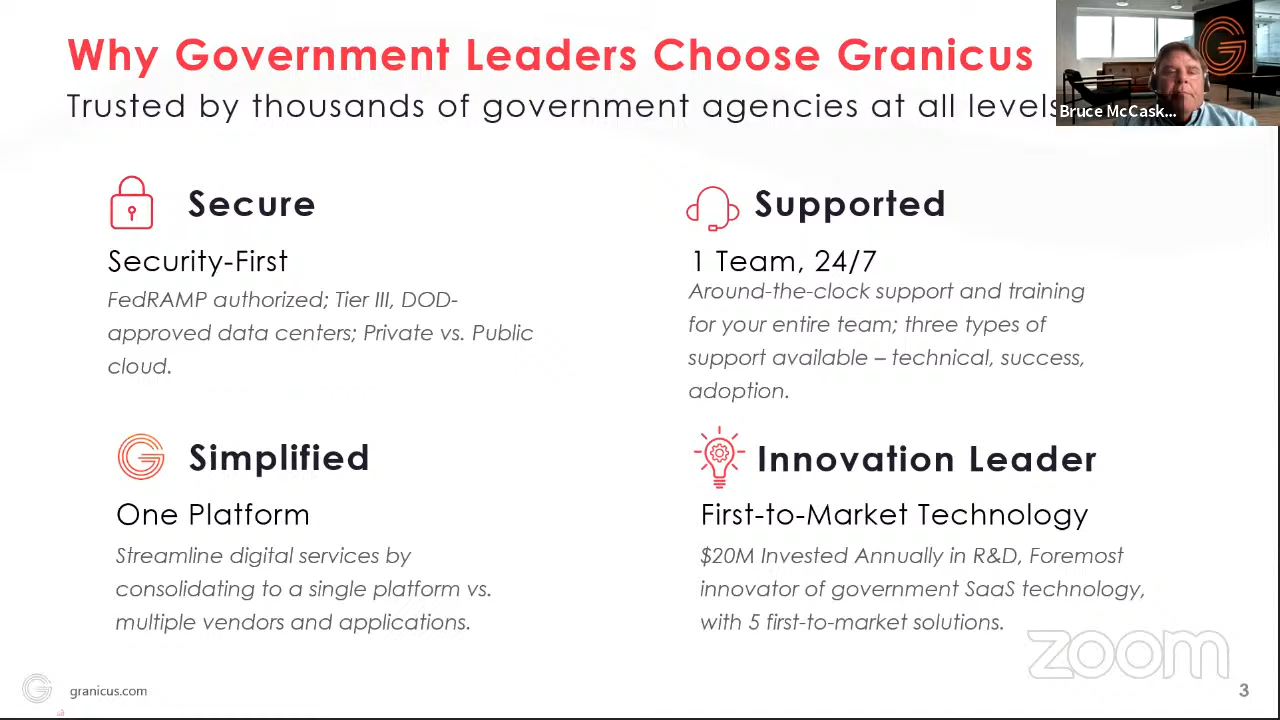 Why Government Leaders Choose Granicus
Trusted by thousands of government agencies at all levels
Bruce McCask...
Secure
Security-First
FedRAMP authorized; Tier III, DOD-
approved data centers; Private vs. Public
cloud.
Supported
1 Team, 24/7
Around-the-clock support and training
for your entire team; three types of
support available – technical, success,
adoption.
Simplified
One Platform
Streamline digital services by
consolidating to a single platform vs.
multiple vendors and applications.
Innovation Leader
First-to-Market Technology
$20M Invested Annually in R&D, Foremost
innovator of government SaaS technology,
with 5 first-to-market solutions.
zoom
granicus.com
3